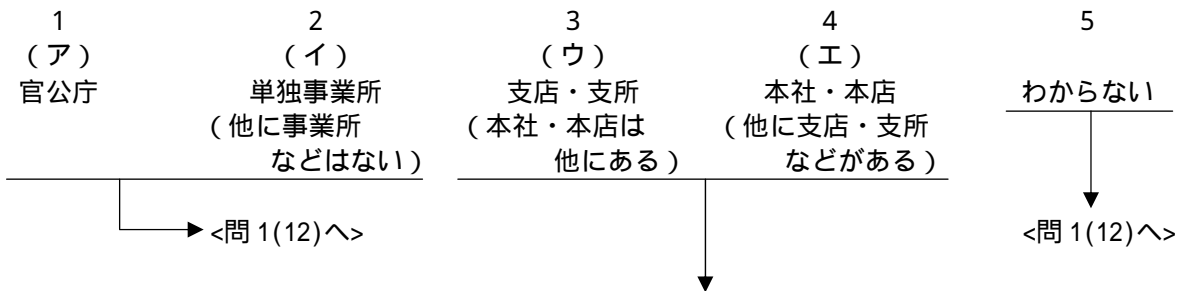 1 2 3 4 5
(ア) (イ) (ウ) (エ)
官公庁 単独事業所 支店・支所 本社・本店 わからない
(他に事業所 (本社・本店は (他に支店・支所
などはない) 他にある) などがある)
<問 1(12)へ> <問 1(12)へ>